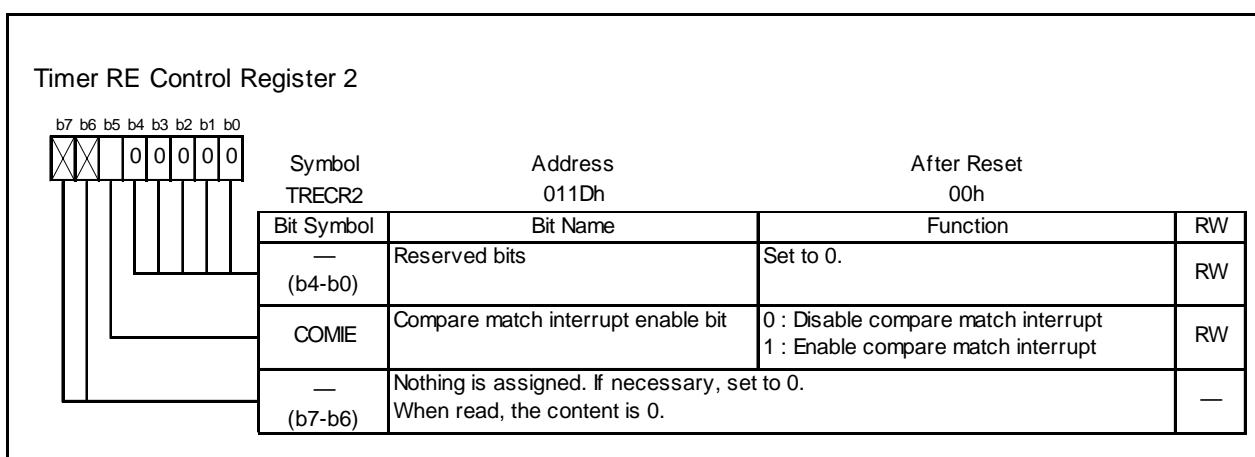 Timer RE Control Register 2
b7 b6 b5 b4 b3 b2 b1 b0
0 0 0 0 0
Symbol Address After Reset
TRECR2 011Dh 00h
Bit Symbol Bit Name Function RW
— Reserved bits Set to 0. RW
(b4-b0)
COMIE Compare match interrupt enable bit 0 : Disable compare match interrupt RW
1 : Enable compare match interrupt
— Nothing is assigned. If necessary, set to 0. —
(b7-b6) When read, the content is 0.